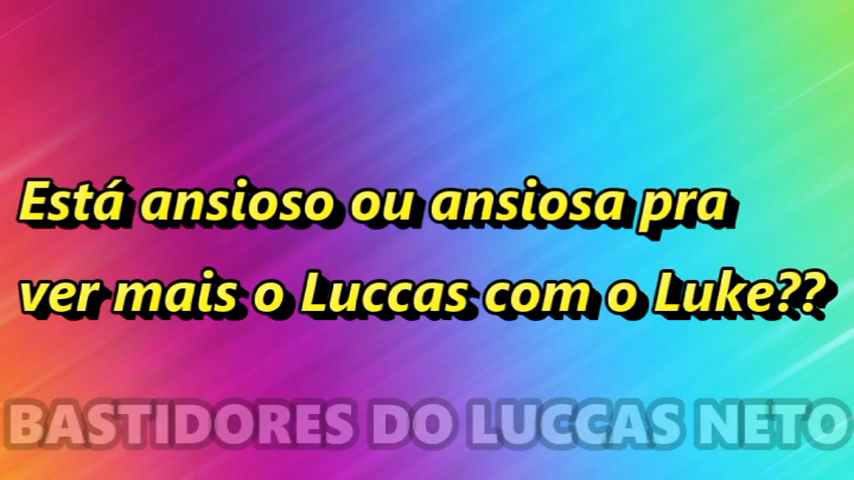 Está ansioso ou ansiosa pra
ver mais o Luccas com o Luke??
BASTIDORES DO LUCCAS NETO